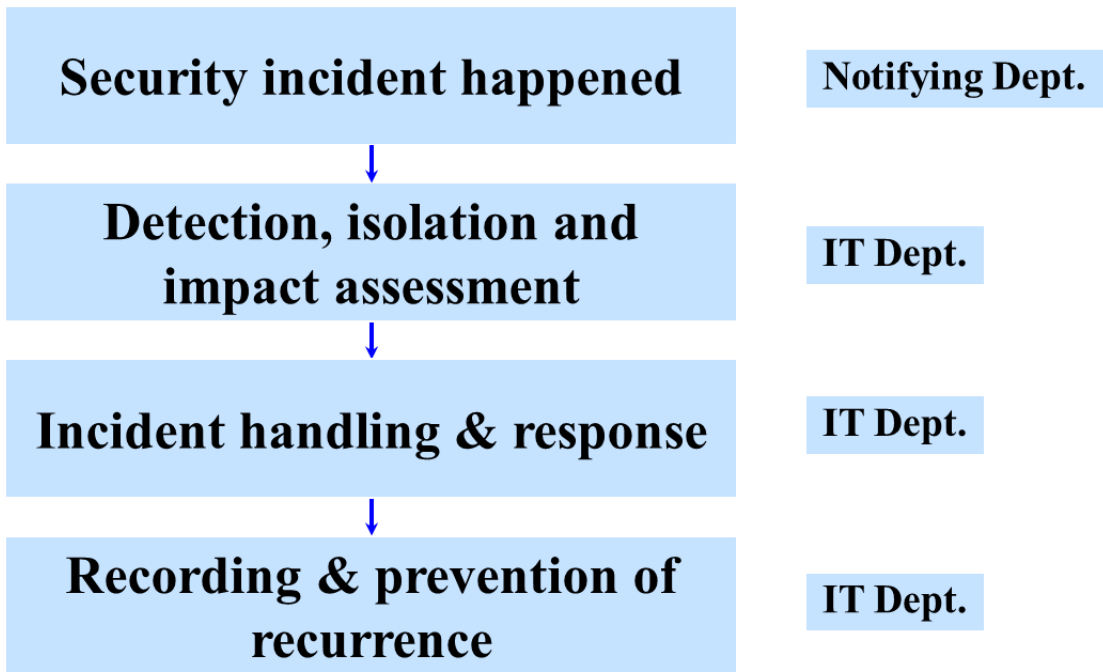 Security incident happened
Notifying Dept.
Detection, isolation and
impact assessment
IT Dept.
Incident handling & response
IT Dept.
Recording & prevention of
recurrence
IT Dept.